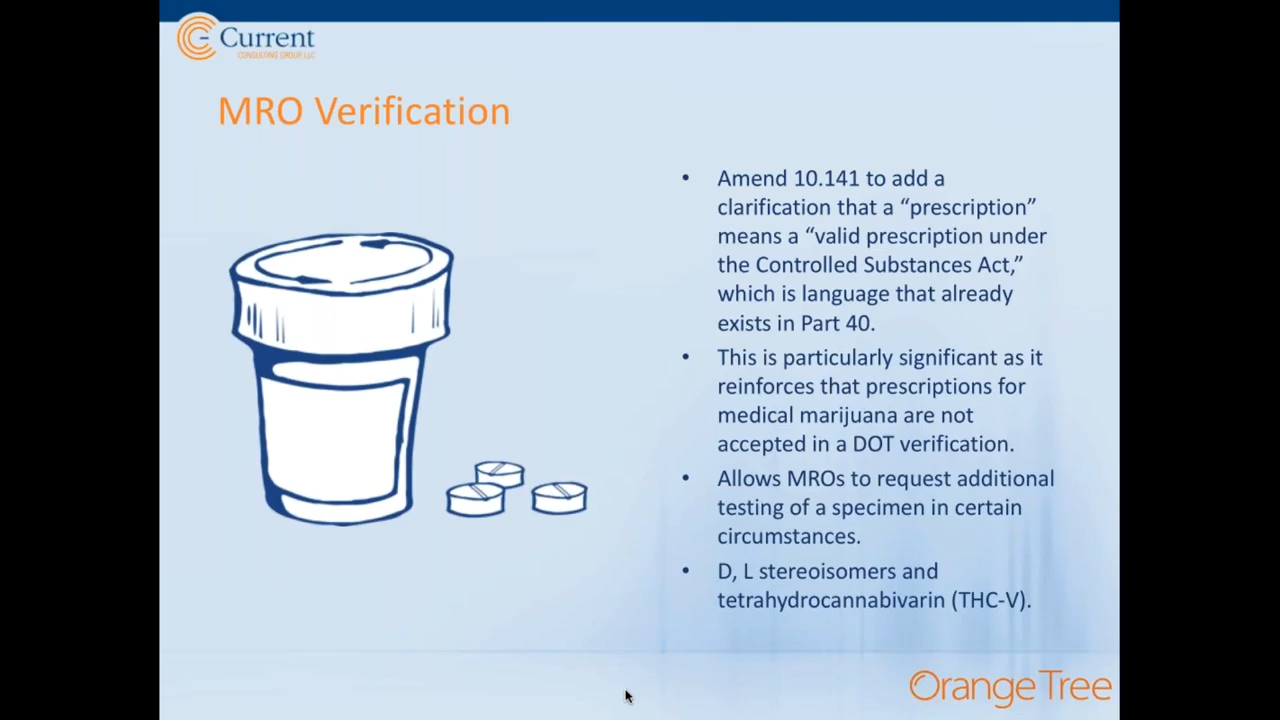 Current
CONSULTING GROUP, LLC
MRO Verification
• Amend 10.141 to add a
clarification that a “prescription”
means a “valid prescription under
the Controlled Substances Act,”
which is language that already
exists in Part 40.
• This is particularly significant as it
reinforces that prescriptions for
medical marijuana are not
accepted in a DOT verification.
• Allows MROs to request additional
testing of a specimen in certain
circumstances.
• D, L stereoisomers and
tetrahydrocannabivarin (THC-V).
OrangeTree